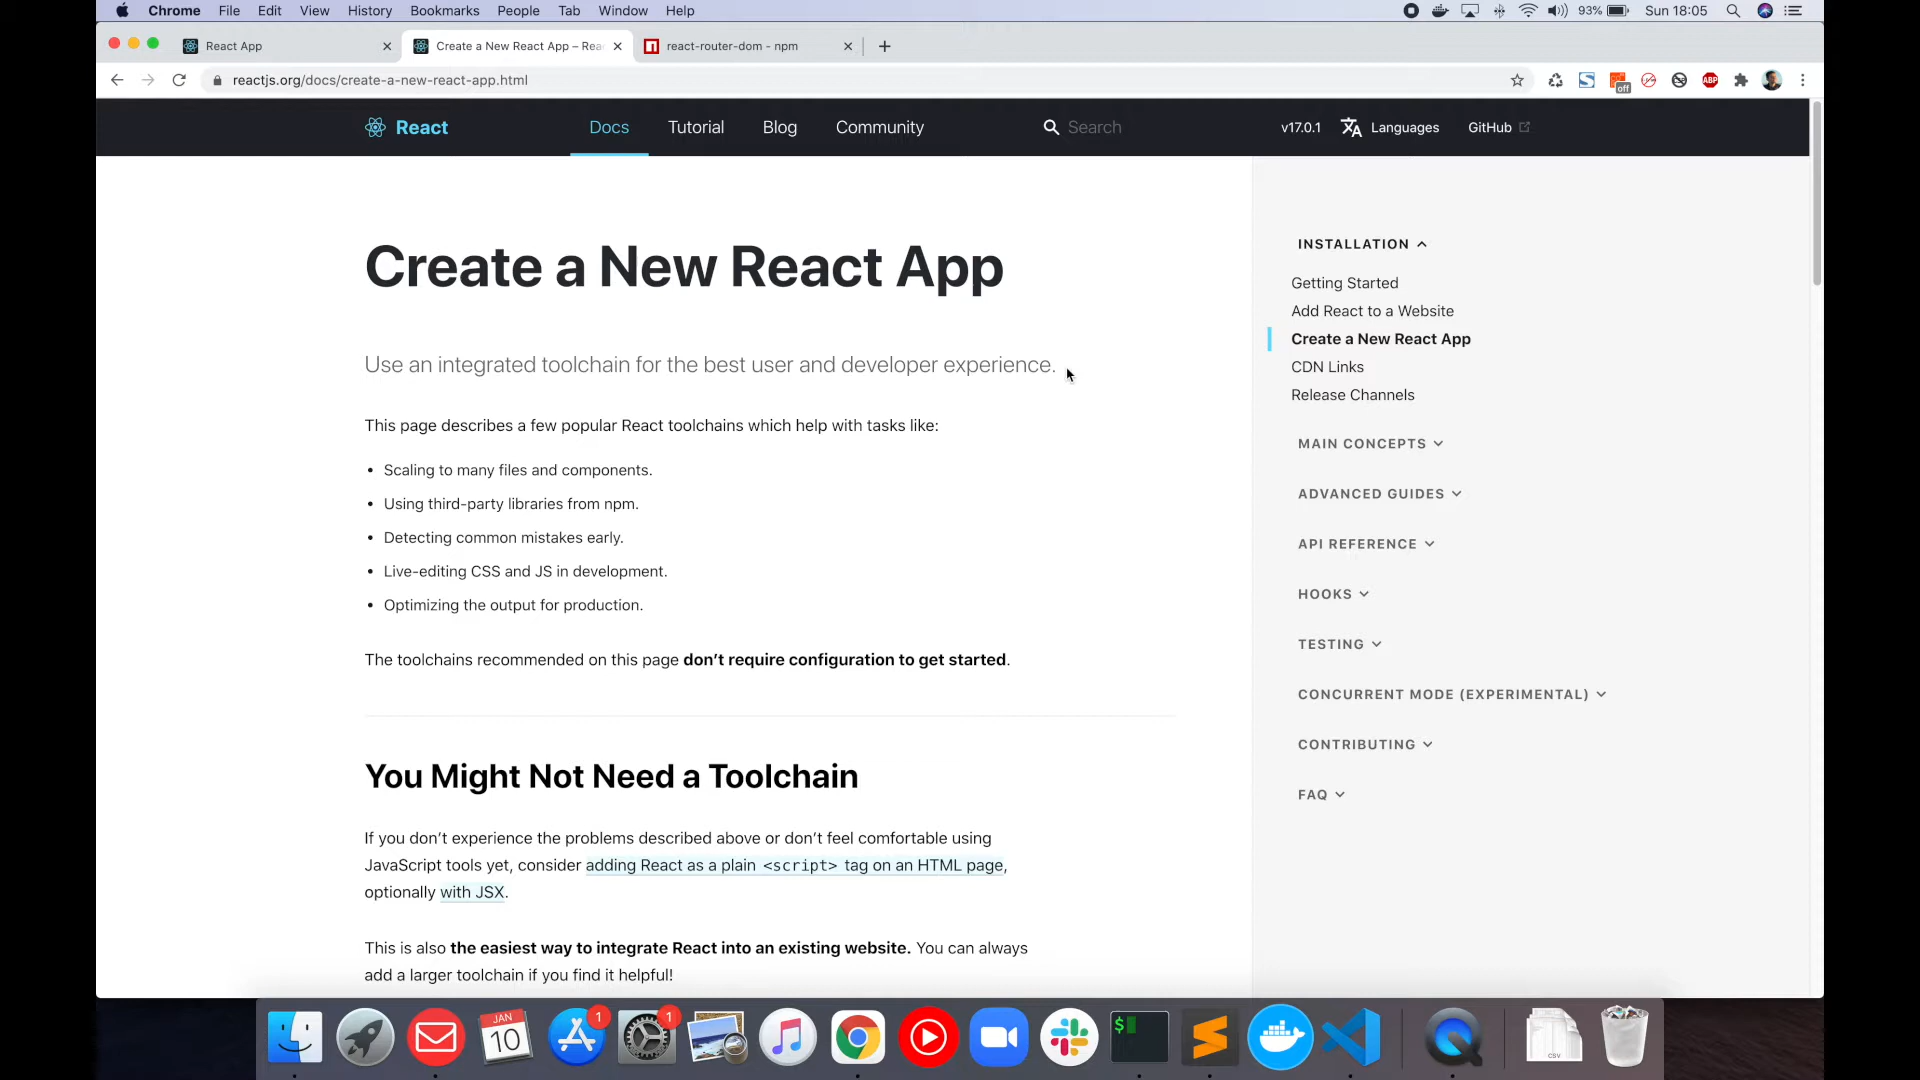 Chrome File Edit View History Bookmarks People Tab Window Help 93% Sun 18:05
React App Create a New React App – Rea react-router-dom - npm
reactjs.org/docs/create-a-new-react-app.html off ABP
React Docs Tutorial Blog Community Search v17.0.1 Languages GitHub
Create a New React App
Use an integrated toolchain for the best user and developer experience.
This page describes a few popular React toolchains which help with tasks like:
• Scaling to many files and components.
• Using third-party libraries from npm.
• Detecting common mistakes early.
• Live-editing CSS and JS in development.
• Optimizing the output for production.
The toolchains recommended on this page don’t require configuration to get started.
You Might Not Need a Toolchain
If you don’t experience the problems described above or don’t feel comfortable using
JavaScript tools yet, consider adding React as a plain <script> tag on an HTML page,
optionally with JSX.
This is also the easiest way to integrate React into an existing website. You can always
add a larger toolchain if you find it helpful!
INSTALLATION
Getting Started
Add React to a Website
Create a New React App
CDN Links
Release Channels
MAIN CONCEPTS
ADVANCED GUIDES
API REFERENCE
HOOKS
TESTING
CONCURRENT MODE (EXPERIMENTAL)
CONTRIBUTING
FAQ
JAN
10
1
1
$
CSV